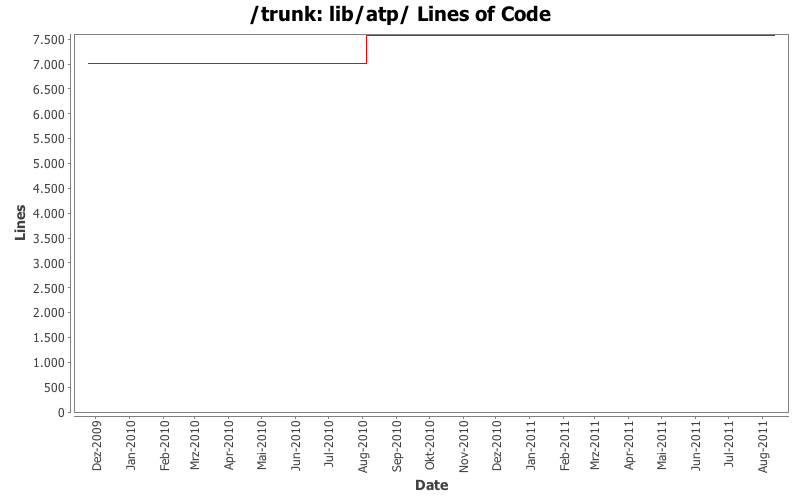 /trunk: lib/atp/ Lines of Code
7.500
7.000
6.500
6.000
5.500
5.000
4.500
4.000
3.500
3.000
2.500
2.000
1.500
1.000
500
0
Lines
Dez-2009
Jan-2010
Feb-2010
Mrz-2010
Apr-2010
Mai-2010
Jun-2010
Jul-2010
Aug-2010
Sep-2010
Okt-2010
Nov-2010
Dez-2010
Jan-2011
Feb-2011
Mrz-2011
Apr-2011
Mai-2011
Jun-2011
Jul-2011
Aug-2011
Date